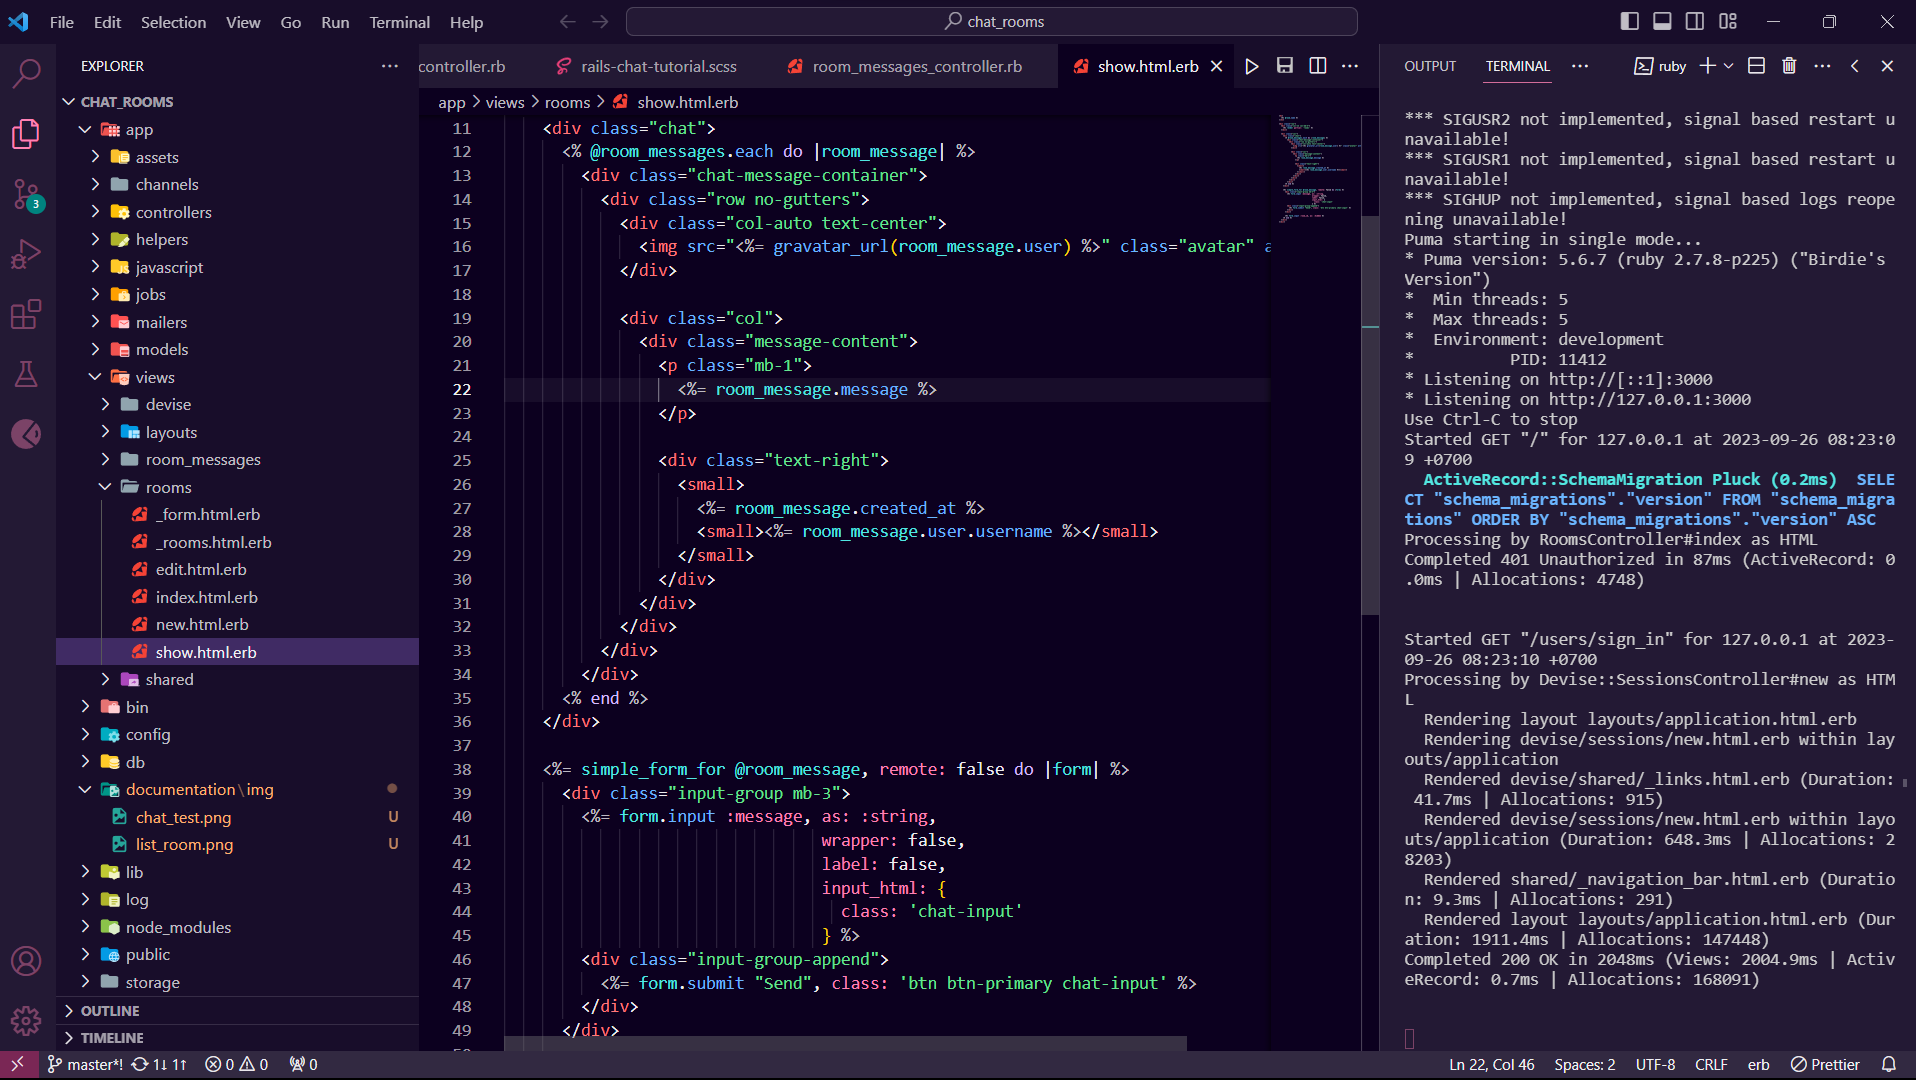 File Edit Selection View Go Run Terminal Help
chat_rooms
EXPLORER
CHAT_ROOMS
app
assets
channels
controllers
helpers
javascript
jobs
mailers
models
views
devise
layouts
room_messages
rooms
_form.html.erb
_rooms.html.erb
edit.html.erb
index.html.erb
new.html.erb
show.html.erb
shared
bin
config
db
documentation\img
chat_test.png U
list_room.png U
lib
log
node_modules
public
storage
OUTLINE
TIMELINE
3
controller.rb rails-chat-tutorial.scss room_messages_controller.rb show.html.erb
app > views > rooms > show.html.erb
11 <div class="chat">
12 <% @room_messages.each do |room_message| %>
13 <div class="chat-message-container">
14 <div class="row no-gutters">
15 <div class="col-auto text-center">
16 <img src="<%= gravatar_url(room_message.user) %>" class="avatar" a
17 </div>
18
19 <div class="col">
20 <div class="message-content">
21 <p class="mb-1">
22 <%= room_message.message %>
23 </p>
24
25 <div class="text-right">
26 <small>
27 <%= room_message.created_at %>
28 <small><%= room_message.user.username %></small>
29 </small>
30 </div>
31 </div>
32 </div>
33 </div>
34 </div>
35 <% end %>
36 </div>
37
38 <%= simple_form_for @room_message, remote: false do |form| %>
39 <div class="input-group mb-3">
40 <%= form.input :message, as: :string,
41 wrapper: false,
42 label: false,
43 input_html: {
44 class: 'chat-input'
45 } %>
46 <div class="input-group-append">
47 <%= form.submit "Send", class: 'btn btn-primary chat-input' %>
48 </div>
49 </div>
OUTPUT TERMINAL ruby
*** SIGUSR2 not implemented, signal based restart u
navailable!
*** SIGUSR1 not implemented, signal based restart u
navailable!
*** SIGHUP not implemented, signal based logs reope
ning unavailable!
Puma starting in single mode...
* Puma version: 5.6.7 (ruby 2.7.8-p225) ("Birdie's
Version")
* Min threads: 5
* Max threads: 5
* Environment: development
* PID: 11412
* Listening on http://[::1]:3000
* Listening on http://127.0.0.1:3000
Use Ctrl-C to stop
Started GET "/" for 127.0.0.1 at 2023-09-26 08:23:0
9 +0700
ActiveRecord::SchemaMigration Pluck (0.2ms) SELE
CT "schema_migrations"."version" FROM "schema_migra
tions" ORDER BY "schema_migrations"."version" ASC
Processing by RoomsController#index as HTML
Completed 401 Unauthorized in 87ms (ActiveRecord: 0
.0ms | Allocations: 4748)
Started GET "/users/sign_in" for 127.0.0.1 at 2023-
09-26 08:23:10 +0700
Processing by Devise::SessionsController#new as HTM
L
Rendering layout layouts/application.html.erb
Rendering devise/sessions/new.html.erb within lay
outs/application
Rendered devise/shared/_links.html.erb (Duration:
41.7ms | Allocations: 915)
Rendered devise/sessions/new.html.erb within layo
uts/application (Duration: 648.3ms | Allocations: 2
8203)
Rendered shared/_navigation_bar.html.erb (Duratio
n: 9.3ms | Allocations: 291)
Rendered layout layouts/application.html.erb (Dur
ation: 1911.4ms | Allocations: 147448)
Completed 200 OK in 2048ms (Views: 2004.9ms | Activ
eRecord: 0.7ms | Allocations: 168091)
master*! 1↓ 1↑ 0 0 0 Ln 22, Col 46 Spaces: 2 UTF-8 CRLF erb Prettier